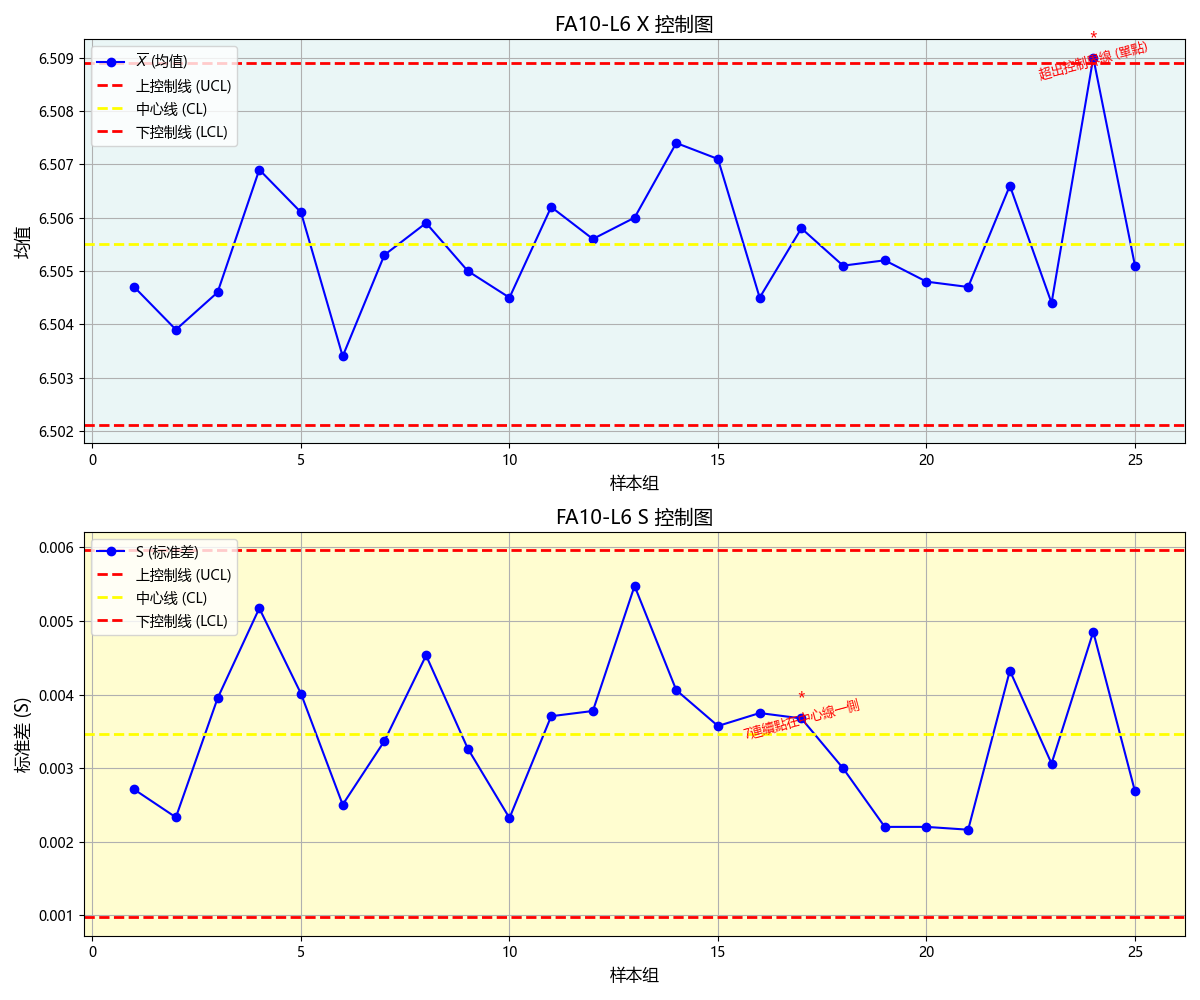 FA10-L6 X 控制图
*
超出控制界線 (單點)
X̄ (均值)
上控制线 (UCL)
中心线 (CL)
下控制线 (LCL)
均值
6.509
6.508
6.507
6.506
6.505
6.504
6.503
6.502
0 5 10 15 20 25
样本组
FA10-L6 S 控制图
S (标准差)
上控制线 (UCL)
中心线 (CL)
下控制线 (LCL)
标准差 (S)
0.006
0.005
0.004
0.003
0.002
0.001
*
7連續點在中心線一側
0 5 10 15 20 25
样本组